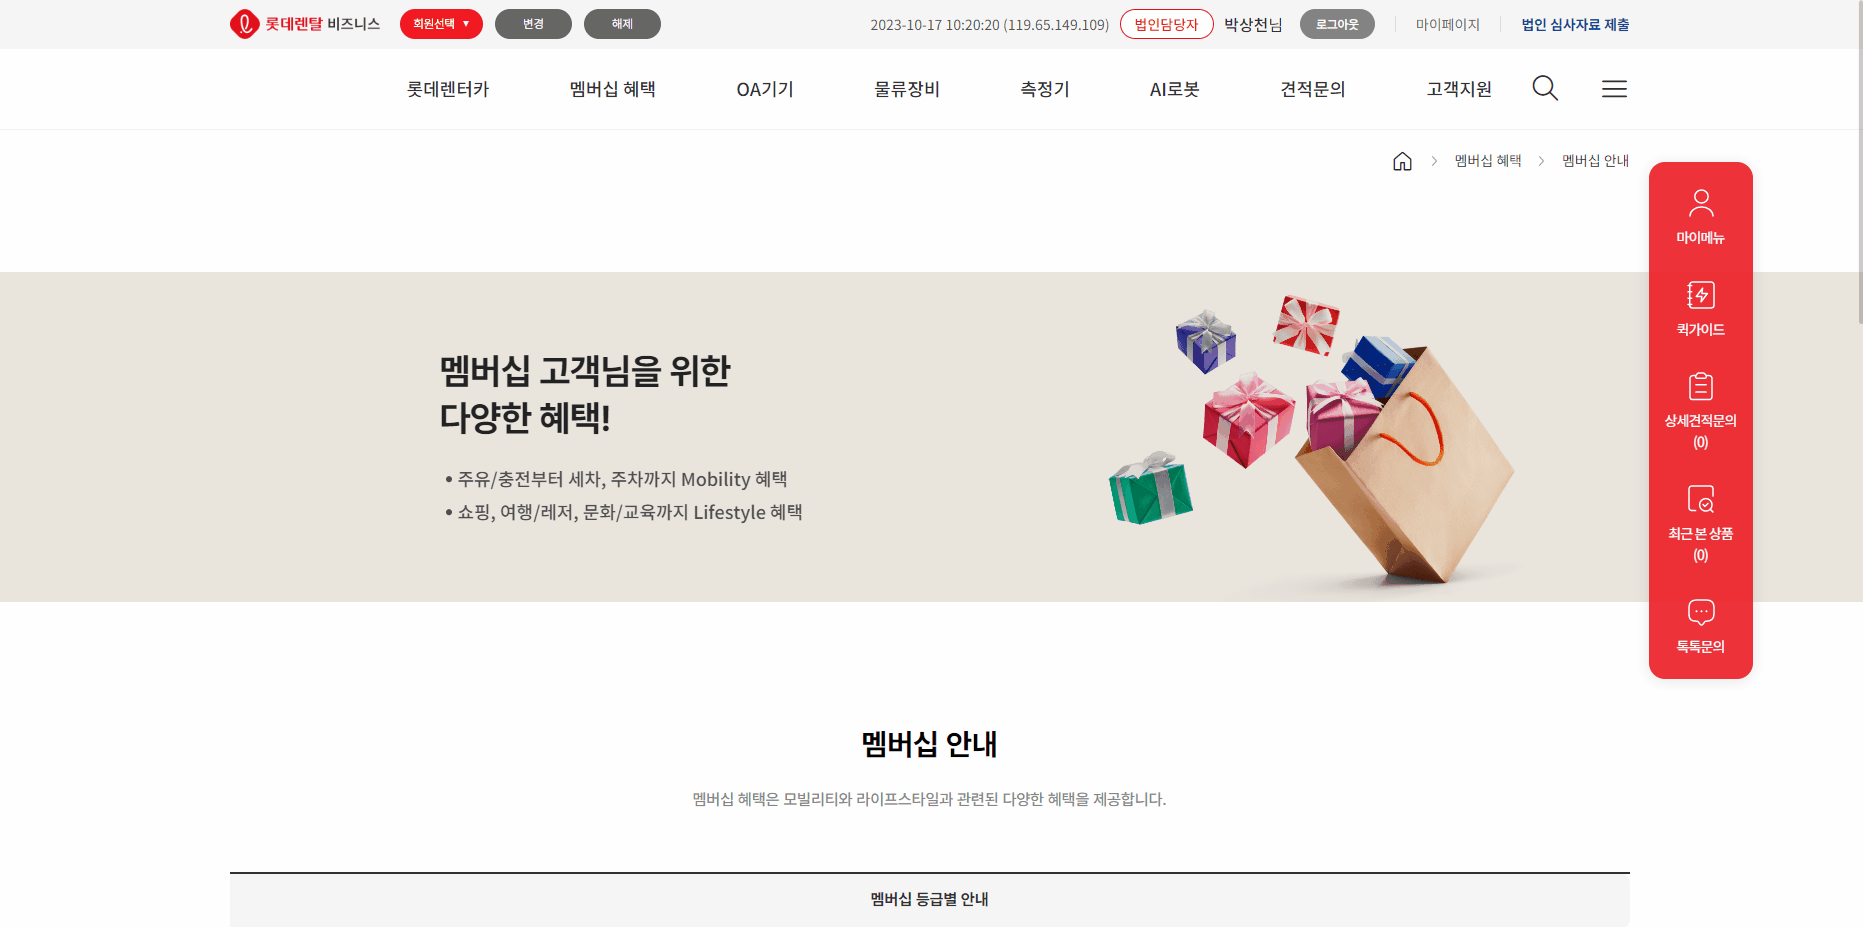 롯데렌탈 비즈니스 회원선택 ▼ 변경 해제 2023-10-17 10:20:20 (119.65.149.109) 법인담당자 박상천님 로그아웃 마이페이지 법인 심사자료 제출
롯데렌터카 멤버십 혜택 OA기기 물류장비 측정기 AI로봇 견적문의 고객지원
멤버십 혜택 멤버십 안내
마이메뉴
퀵가이드
상세견적문의
(0)
최근 본 상품
(0)
톡톡문의
멤버십 고객님을 위한
다양한 혜택!
• 주유/충전부터 세차, 주차까지 Mobility 혜택
• 쇼핑, 여행/레저, 문화/교육까지 Lifestyle 혜택
멤버십 안내
멤버십 혜택은 모빌리티와 라이프스타일과 관련된 다양한 혜택을 제공합니다.
멤버십 등급별 안내